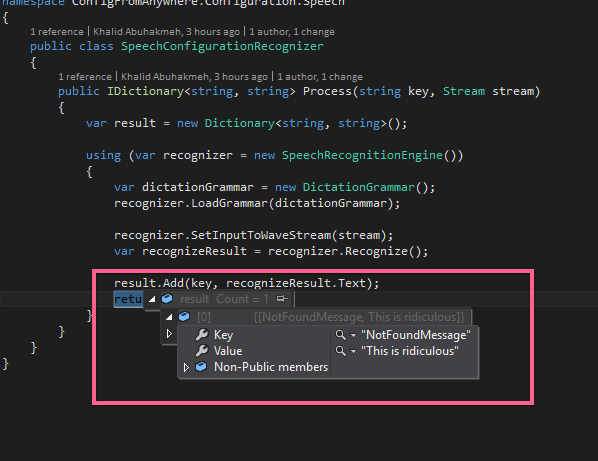 namespace ConfigFromAnywhere.Configuration.Speech
{
1 reference | Khalid Abuhakmeh, 3 hours ago | 1 author, 1 change
public class SpeechConfigurationRecognizer
{
1 reference | Khalid Abuhakmeh, 3 hours ago | 1 author, 1 change
public IDictionary<string, string> Process(string key, Stream stream)
{
var result = new Dictionary<string, string>();
using (var recognizer = new SpeechRecognitionEngine())
{
var dictationGrammar = new DictationGrammar();
recognizer.LoadGrammar(dictationGrammar);
recognizer.SetInputToWaveStream(stream);
var recognizeResult = recognizer.Recognize();
result.Add(key, recognizeResult.Text);
retu result Count = 1
} [0] {[NotFoundMessage, This is ridiculous]}
} Key "NotFoundMessage"
} Value "This is ridiculous"
} Non-Public members